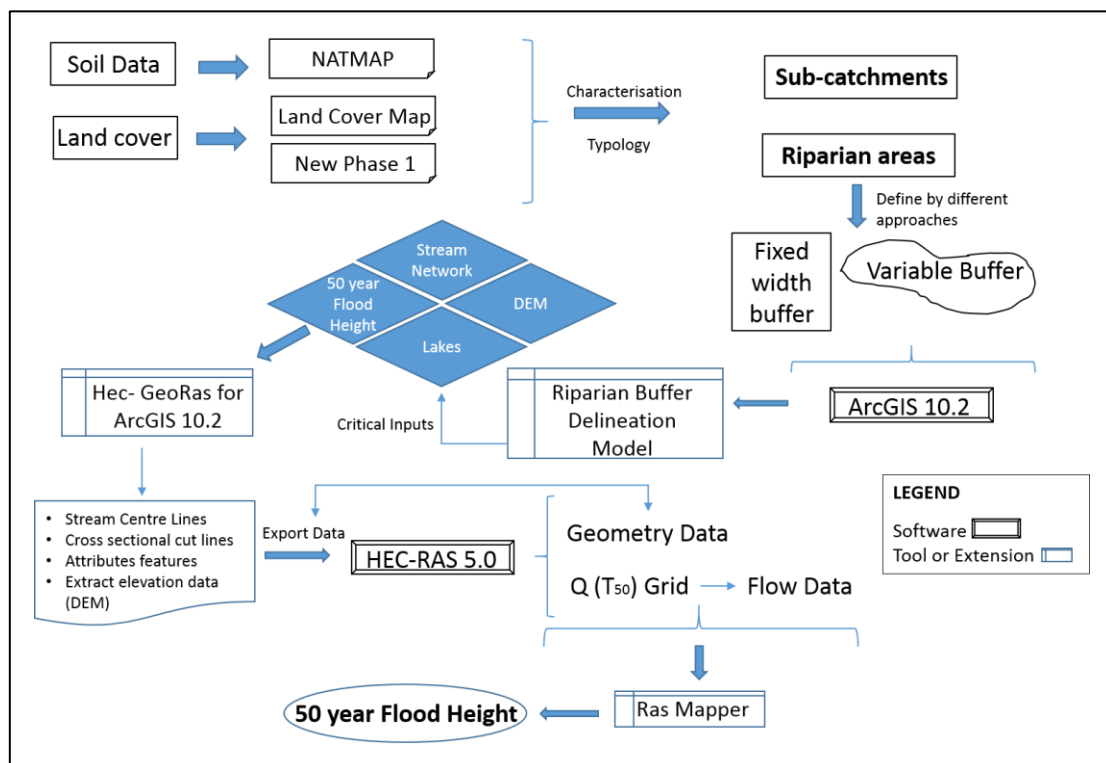 Soil Data
NATMAP
Land cover
Land Cover Map
New Phase 1
Characterisation
Typology
Sub-catchments
Riparian areas
Define by different
approaches
Fixed
width
buffer
Variable Buffer
Stream
Network
50 year
Flood
Height
DEM
Lakes
Hec- GeoRas for
ArcGIS 10.2
Critical Inputs
Riparian Buffer
Delineation
Model
ArcGIS 10.2
• Stream Centre Lines
• Cross sectional cut lines
• Attributes features
• Extract elevation data
(DEM)
Export Data
HEC-RAS 5.0
Geometry Data
Q (T₅₀) Grid
Flow Data
LEGEND
Software
Tool or Extension
Ras Mapper
50 year Flood Height